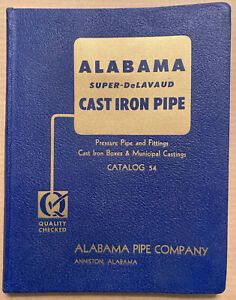 ALABAMA
SUPER-DeLAVAUD
CAST IRON PIPE
Pressure Pipe and Fittings
Cast Iron Boxes & Municipal Castings
CATALOG 54
Q
QUALITY
CHECKED
ALABAMA PIPE COMPANY
ANNISTON, ALABAMA